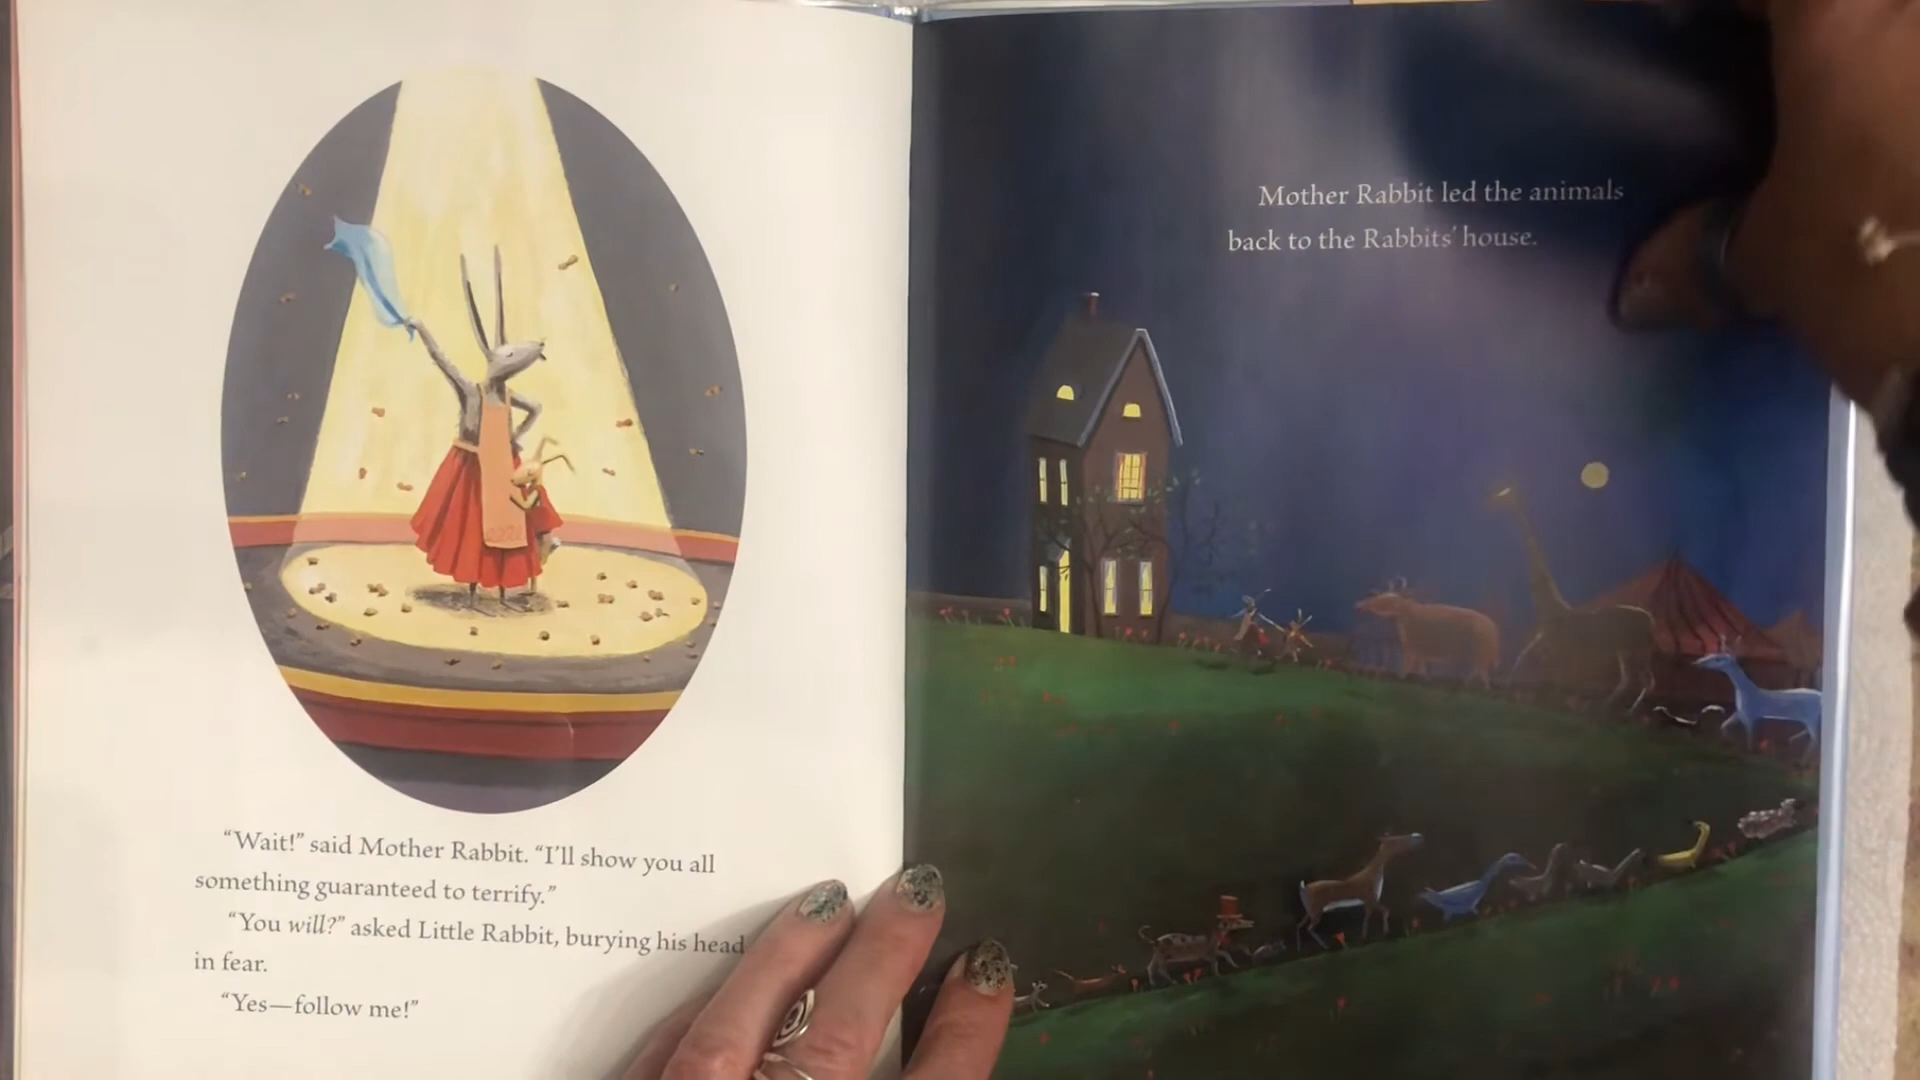 “Wait!” said Mother Rabbit. “I’ll show you all
something guaranteed to terrify.”
“You will?” asked Little Rabbit, burying his head
in fear.
“Yes—follow me!”
Mother Rabbit led the animals
back to the Rabbits’ house.